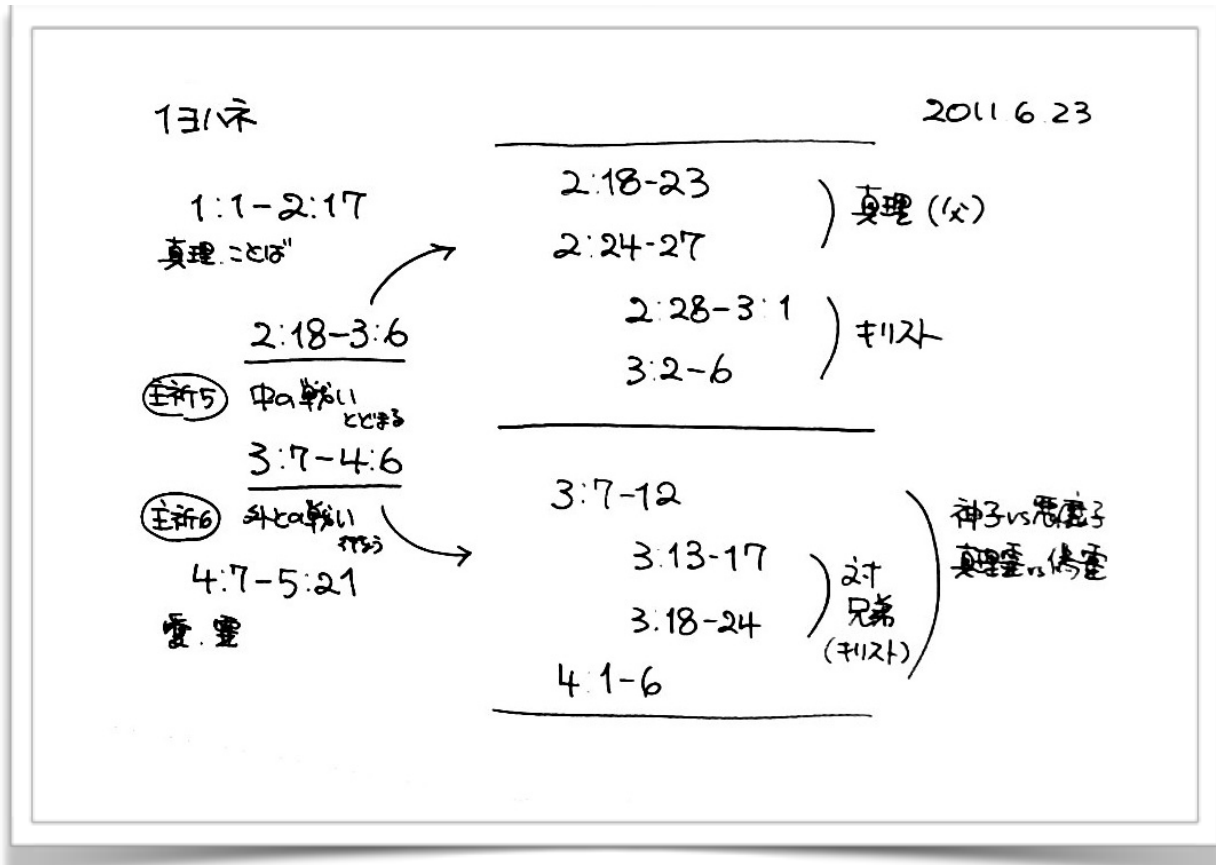 1ヨハネ
2011 6.23
1:1-2:17
真理.ことば
2:18-3:6
主祈5 中の戦い
とどまる
3:7-4:6
主祈6 外との戦い
行なう
4:7-5:21
霊
2:18-23
2:24-27
真理(父)
2:28-3:1
3:2-6
キリスト
3:7-12
3:13-17
3:18-24
対
兄弟
(キリスト)
4:1-6
神子vs悪霊子
真理霊vs偽霊